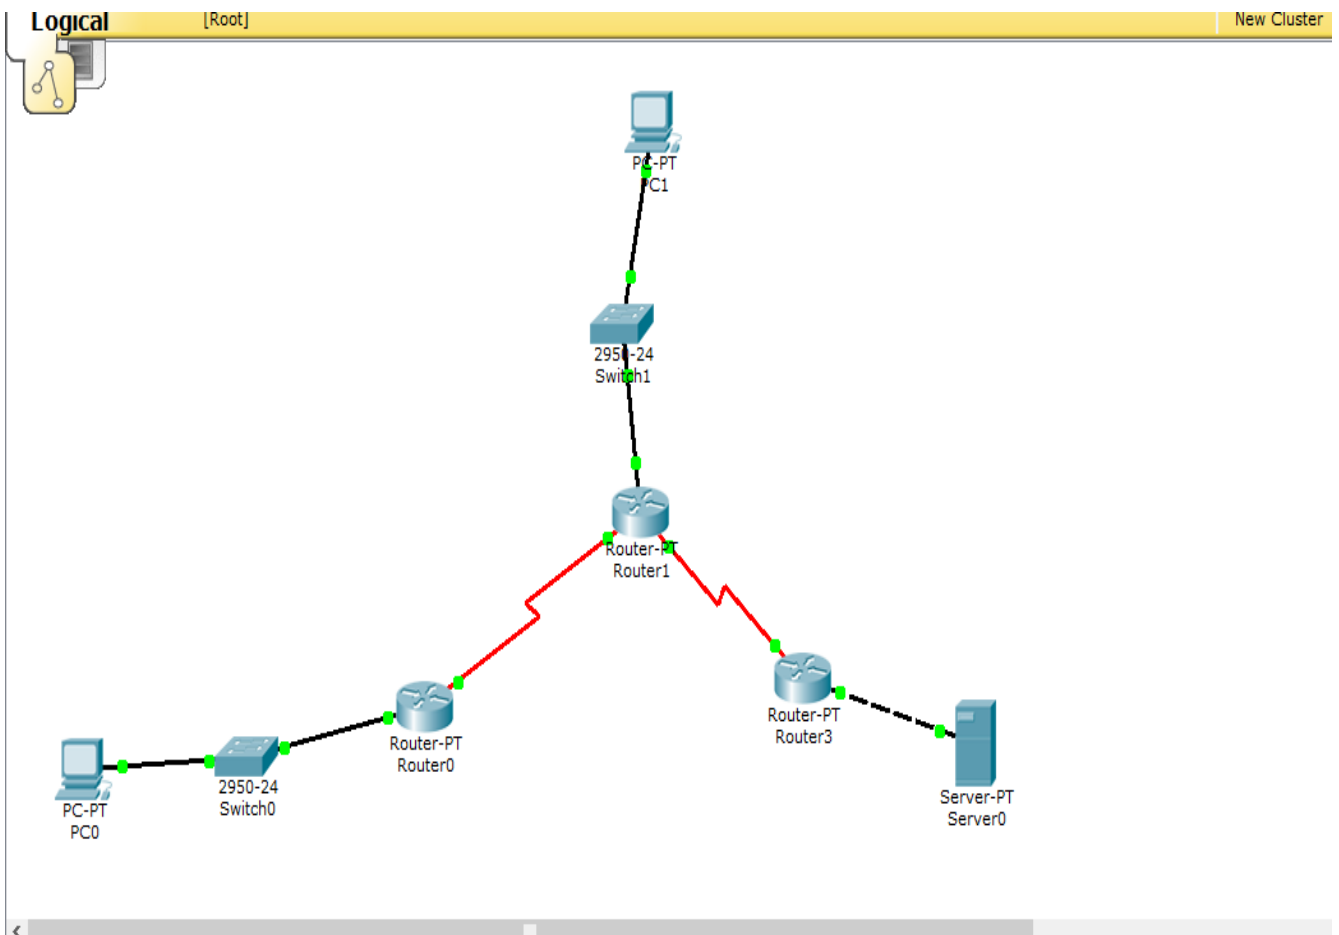 Logical
[Root]
New Cluster
PC-PT
PC1
2950-24
Switch1
Router-PT
Router1
Router-PT
Router3
Router-PT
Router0
Server-PT
Server0
2950-24
Switch0
PC-PT
PC0